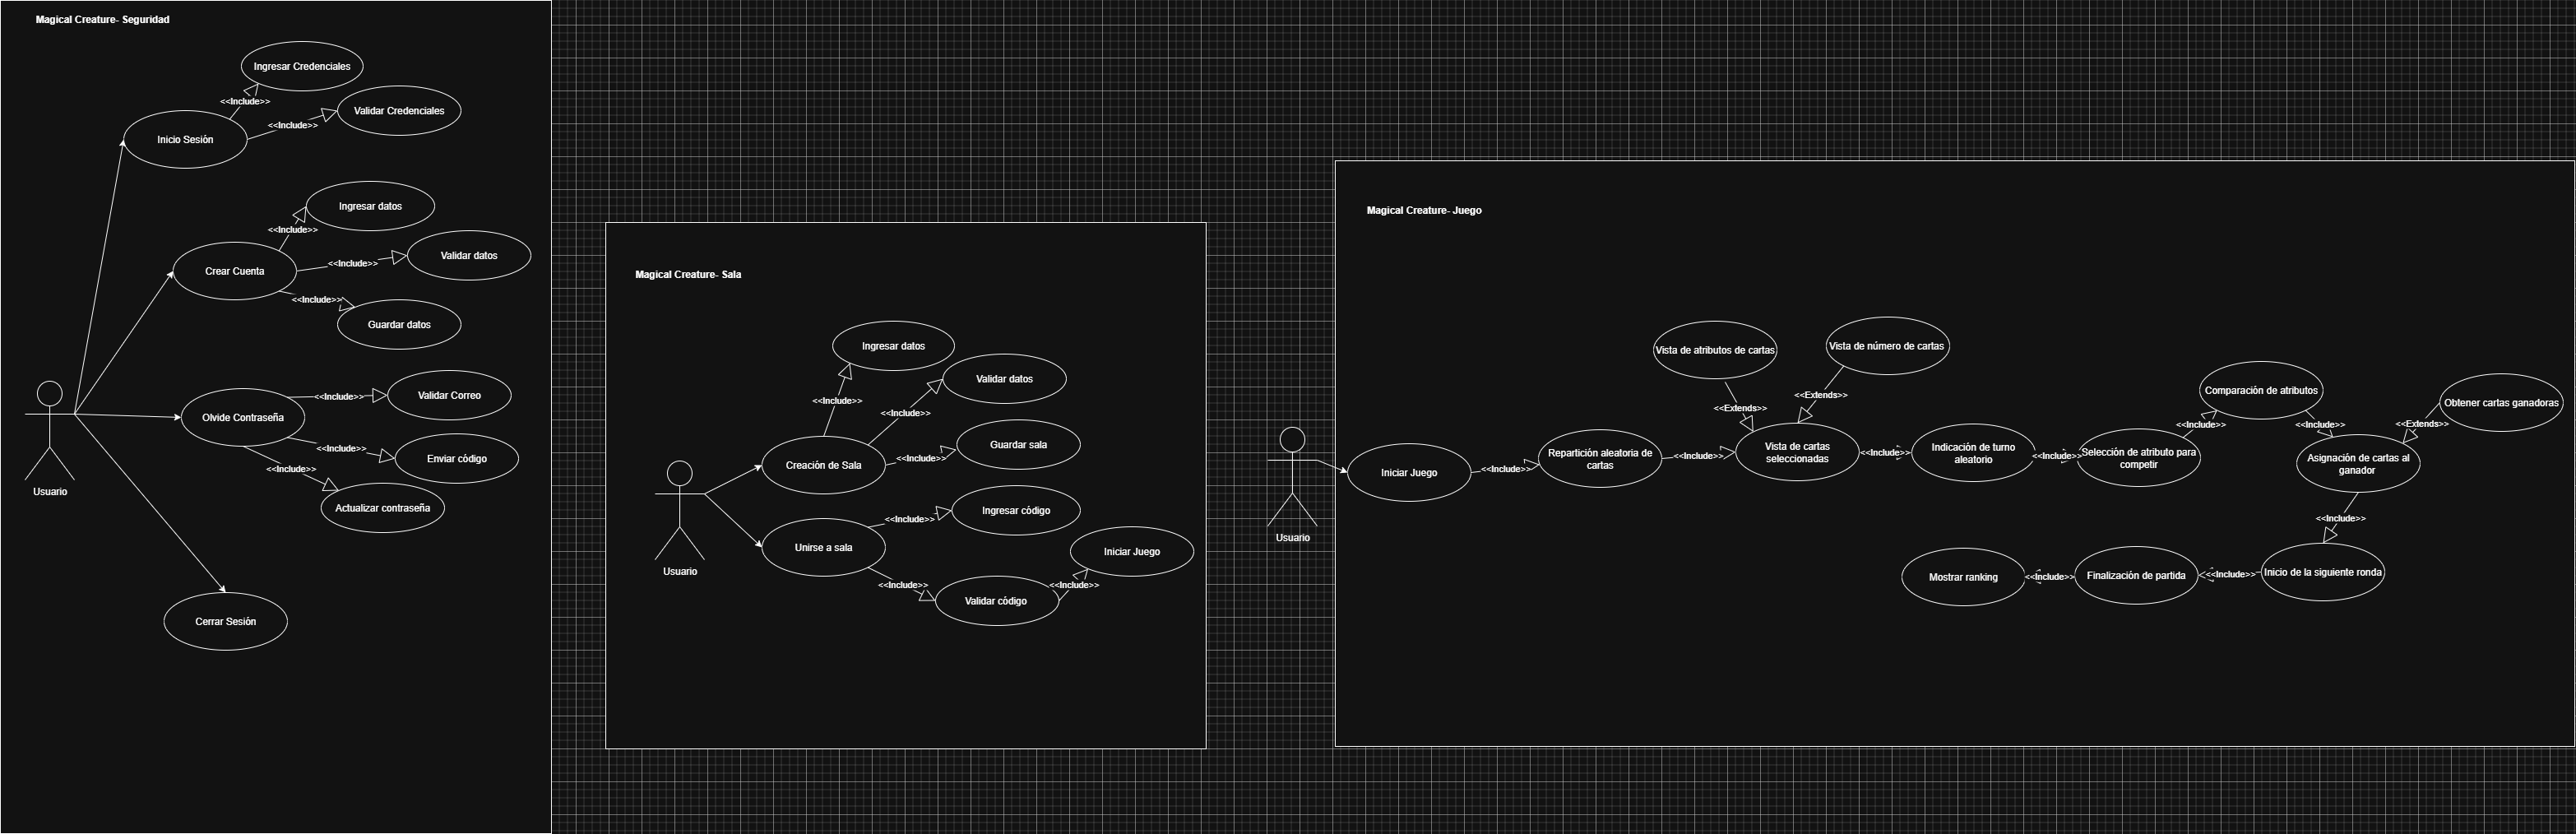 Magical Creature- Seguridad
Ingresar Credenciales
<<Include>>
Validar Credenciales
<<Include>>
Inicio Sesión
Ingresar datos
<<Include>>
Validar datos
<<Include>>
Crear Cuenta
<<Include>>
Guardar datos
Validar Correo
<<Include>>
Olvide Contraseña
<<Include>>
Enviar código
<<Include>>
Actualizar contraseña
Usuario
Cerrar Sesión
Magical Creature- Sala
Ingresar datos
Validar datos
<<Include>>
<<Include>>
Guardar sala
<<Include>>
Creación de Sala
Ingresar código
<<Include>>
Unirse a sala
Iniciar Juego
<<Include>>
<<Include>>
Validar código
Usuario
Magical Creature- Juego
Vista de atributos de cartas
Vista de número de cartas
<<Extends>>
<<Extends>>
Comparación de atributos
Obtener cartas ganadoras
<<Include>>
<<Include>>
<<Extends>>
Iniciar Juego
<<Include>>
Repartición aleatoria de
cartas
<<Include>>
Vista de cartas
seleccionadas
<<Include>>
Indicación de turno
aleatorio
<<Include>>
Selección de atributo para
competir
Asignación de cartas al
ganador
<<Include>>
Usuario
Mostrar ranking
<<Include>>
Finalización de partida
<<Include>>
Inicio de la siguiente ronda